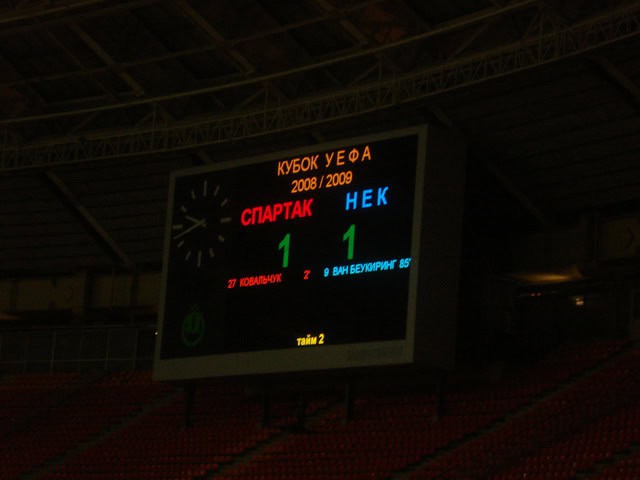 КУБОК УЕФА
2008 / 2009
СПАРТАК НЕК
1 1
27 КОВАЛЬЧУК 2' 9 ВАН БЕУКИРИНГ 85'
тайм 2